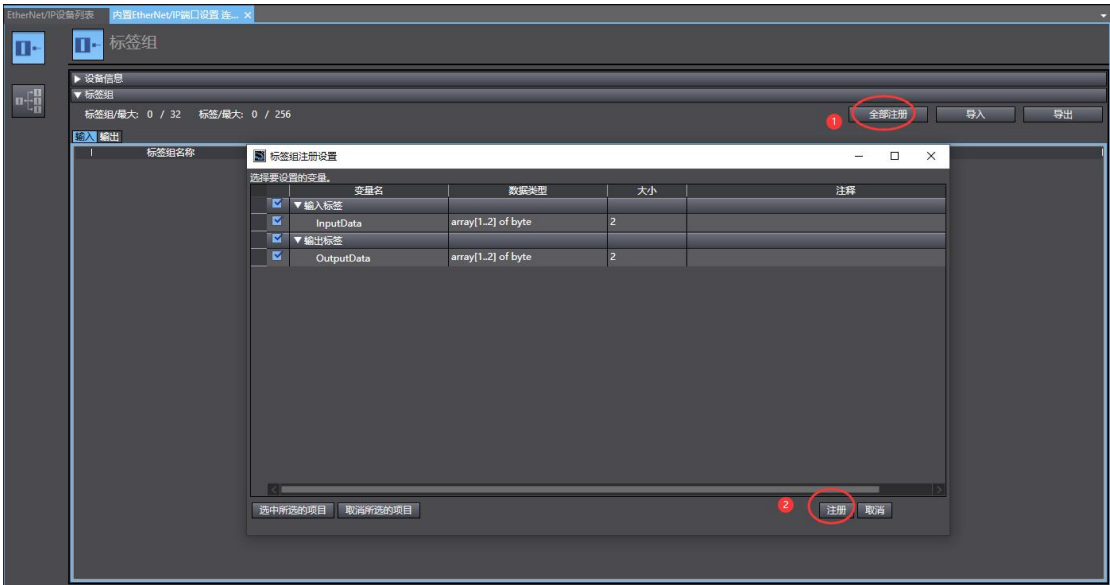 EtherNet/IP设备列表 内置EtherNet/IP端口设置 连... ×
标签组
▶ 设备信息
▼ 标签组
标签组/最大: 0 / 32 标签/最大: 0 / 256 1 全部注册 导入 导出
输入 输出
标签组名称
标签组注册设置
选择要设置的变量。
变量名 数据类型 大小 注释
▼ 输入标签
InputData array[1..2] of byte 2
▼ 输出标签
OutputData array[1..2] of byte 2
选中所选的项目 取消所选的项目 2 注册 取消